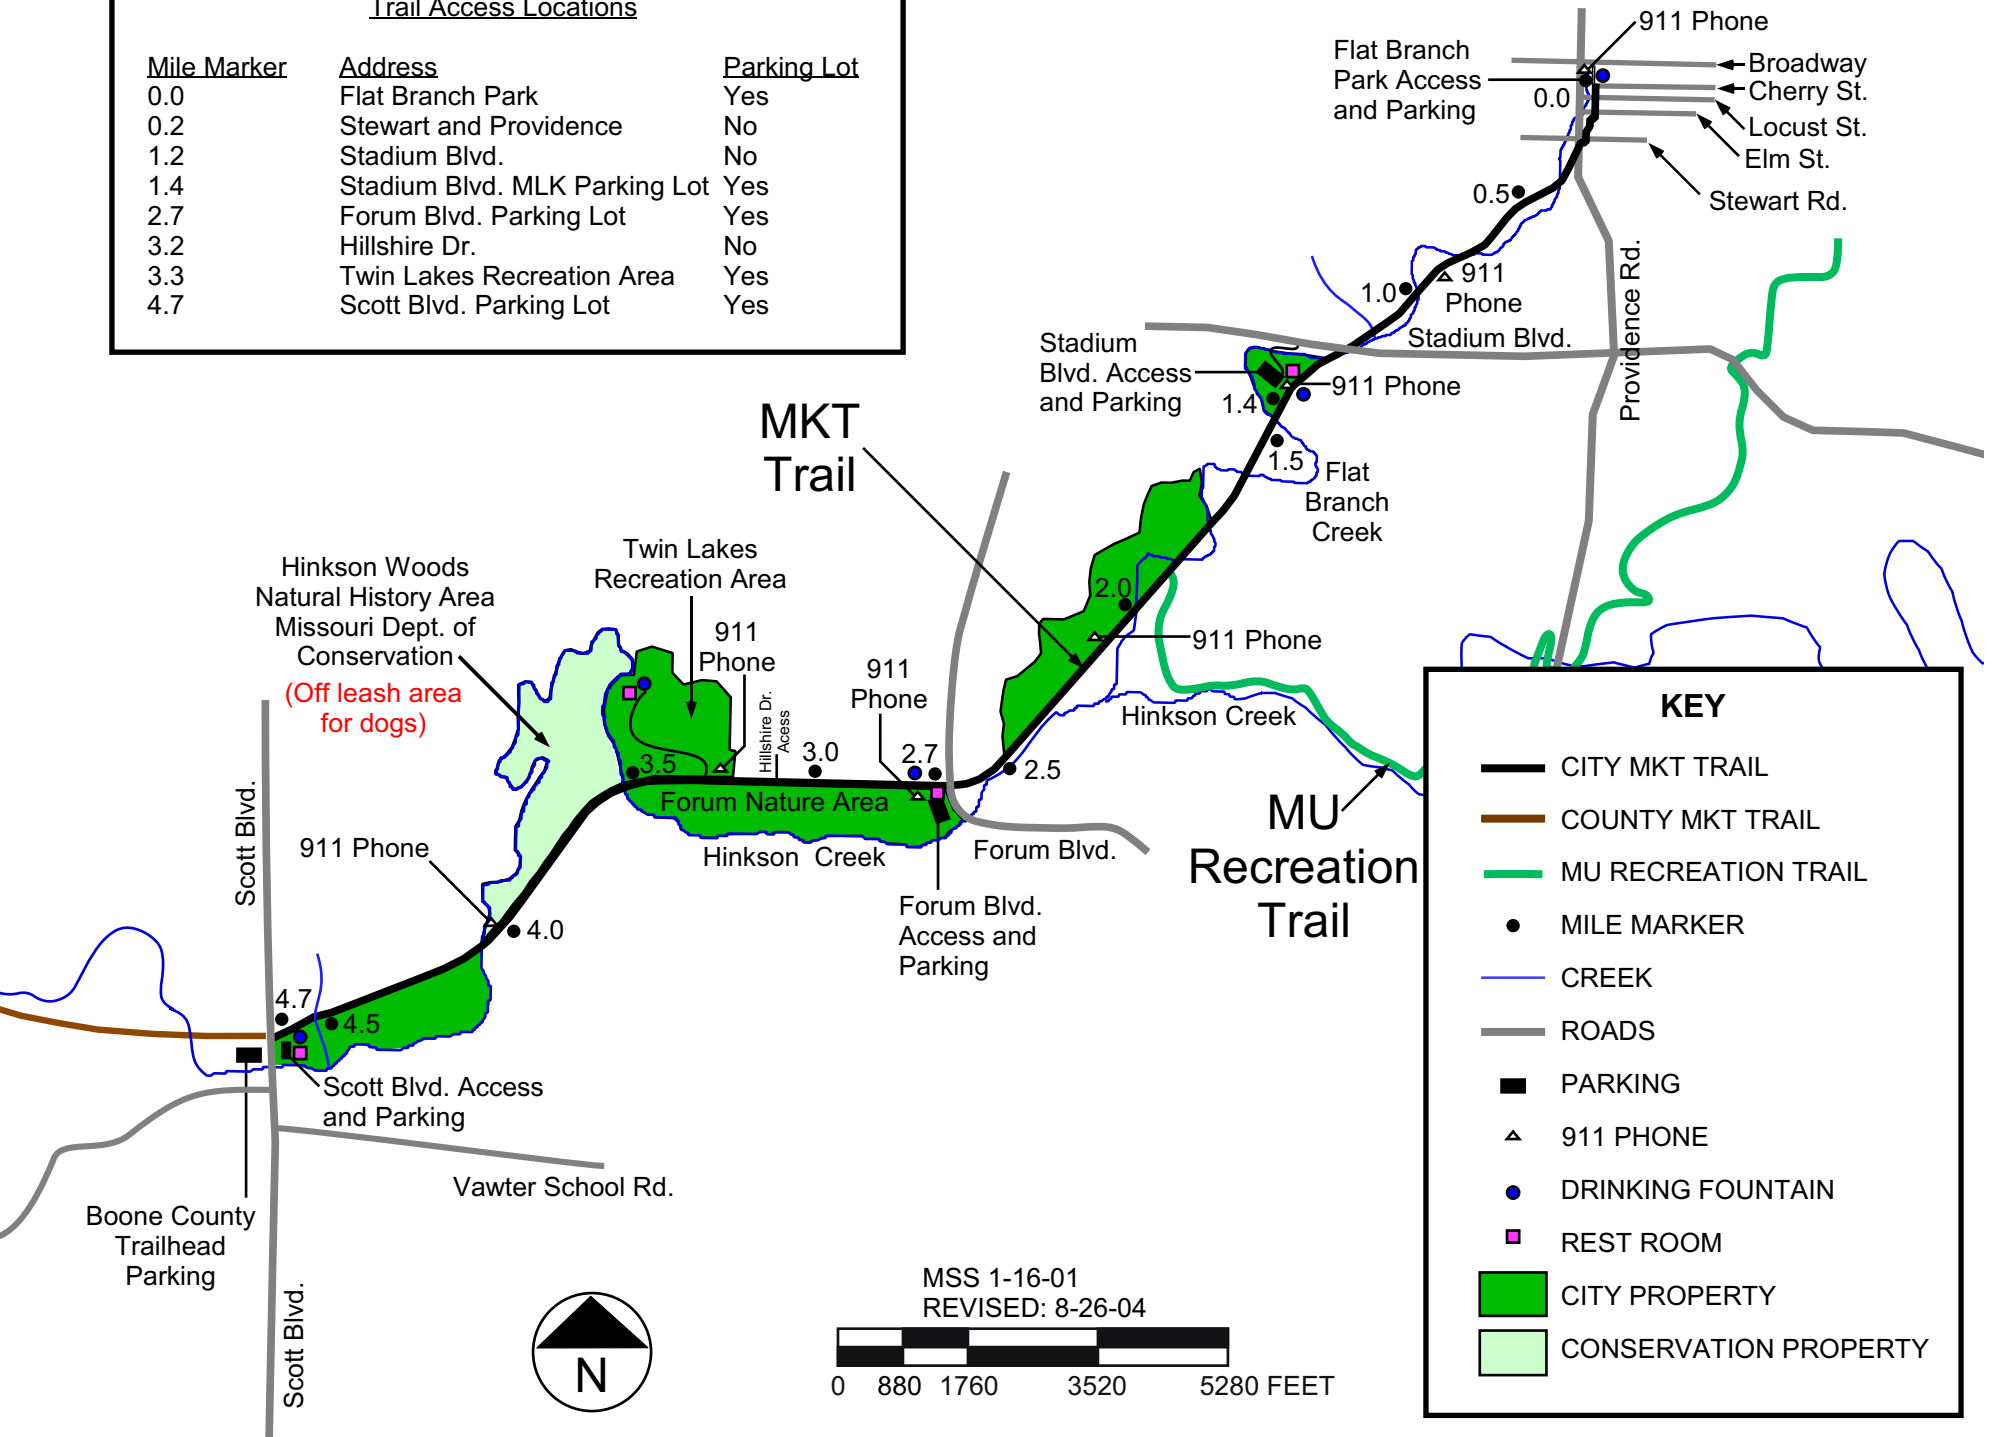 Trail Access Locations
Mile Marker Address Parking Lot
0.0 Flat Branch Park Yes
0.2 Stewart and Providence No
1.2 Stadium Blvd. No
1.4 Stadium Blvd. MLK Parking Lot Yes
2.7 Forum Blvd. Parking Lot Yes
3.2 Hillshire Dr. No
3.3 Twin Lakes Recreation Area Yes
4.7 Scott Blvd. Parking Lot Yes
911 Phone
Flat Branch
Park Access
and Parking
0.0
Broadway
Cherry St.
Locust St.
Elm St.
Stewart Rd.
0.5
Providence Rd.
911
Phone
1.0
Stadium Blvd.
Stadium
Blvd. Access
and Parking
911 Phone
1.4
1.5
Flat
Branch
Creek
MKT
Trail
2.0
911 Phone
Hinkson Creek
Twin Lakes
Recreation Area
Hinkson Woods
Natural History Area
Missouri Dept. of
Conservation
(Off leash area
for dogs)
911
Phone
911
Phone
Hillshire Dr.
Acess
3.5
3.0
2.7
2.5
Forum Nature Area
Hinkson Creek
Forum Blvd.
Forum Blvd.
Access and
Parking
MU
Recreation
Trail
Scott Blvd.
911 Phone
4.0
4.7
4.5
Scott Blvd. Access
and Parking
Vawter School Rd.
Boone County
Trailhead
Parking
Scott Blvd.
N
MSS 1-16-01
REVISED: 8-26-04
0 880 1760 3520 5280 FEET
KEY
CITY MKT TRAIL
COUNTY MKT TRAIL
MU RECREATION TRAIL
MILE MARKER
CREEK
ROADS
PARKING
911 PHONE
DRINKING FOUNTAIN
REST ROOM
CITY PROPERTY
CONSERVATION PROPERTY